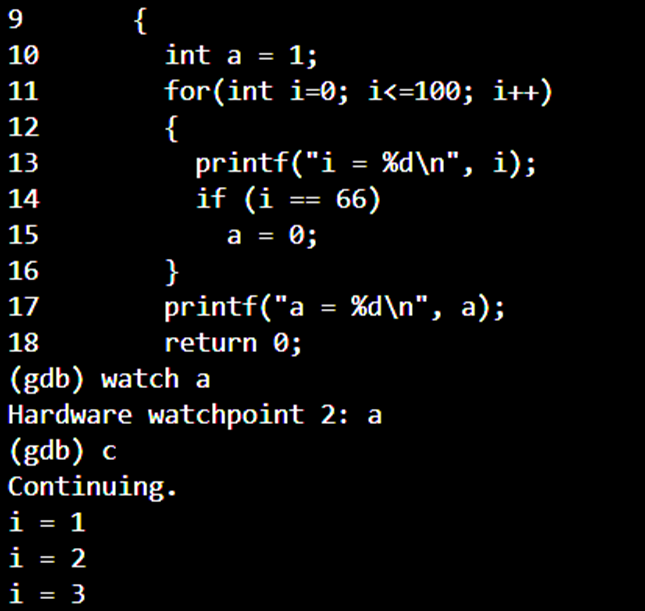 9 {
10 int a = 1;
11 for(int i=0; i<=100; i++)
12 {
13 printf("i = %d\n", i);
14 if (i == 66)
15 a = 0;
16 }
17 printf("a = %d\n", a);
18 return 0;
(gdb) watch a
Hardware watchpoint 2: a
(gdb) c
Continuing.
i = 1
i = 2
i = 3